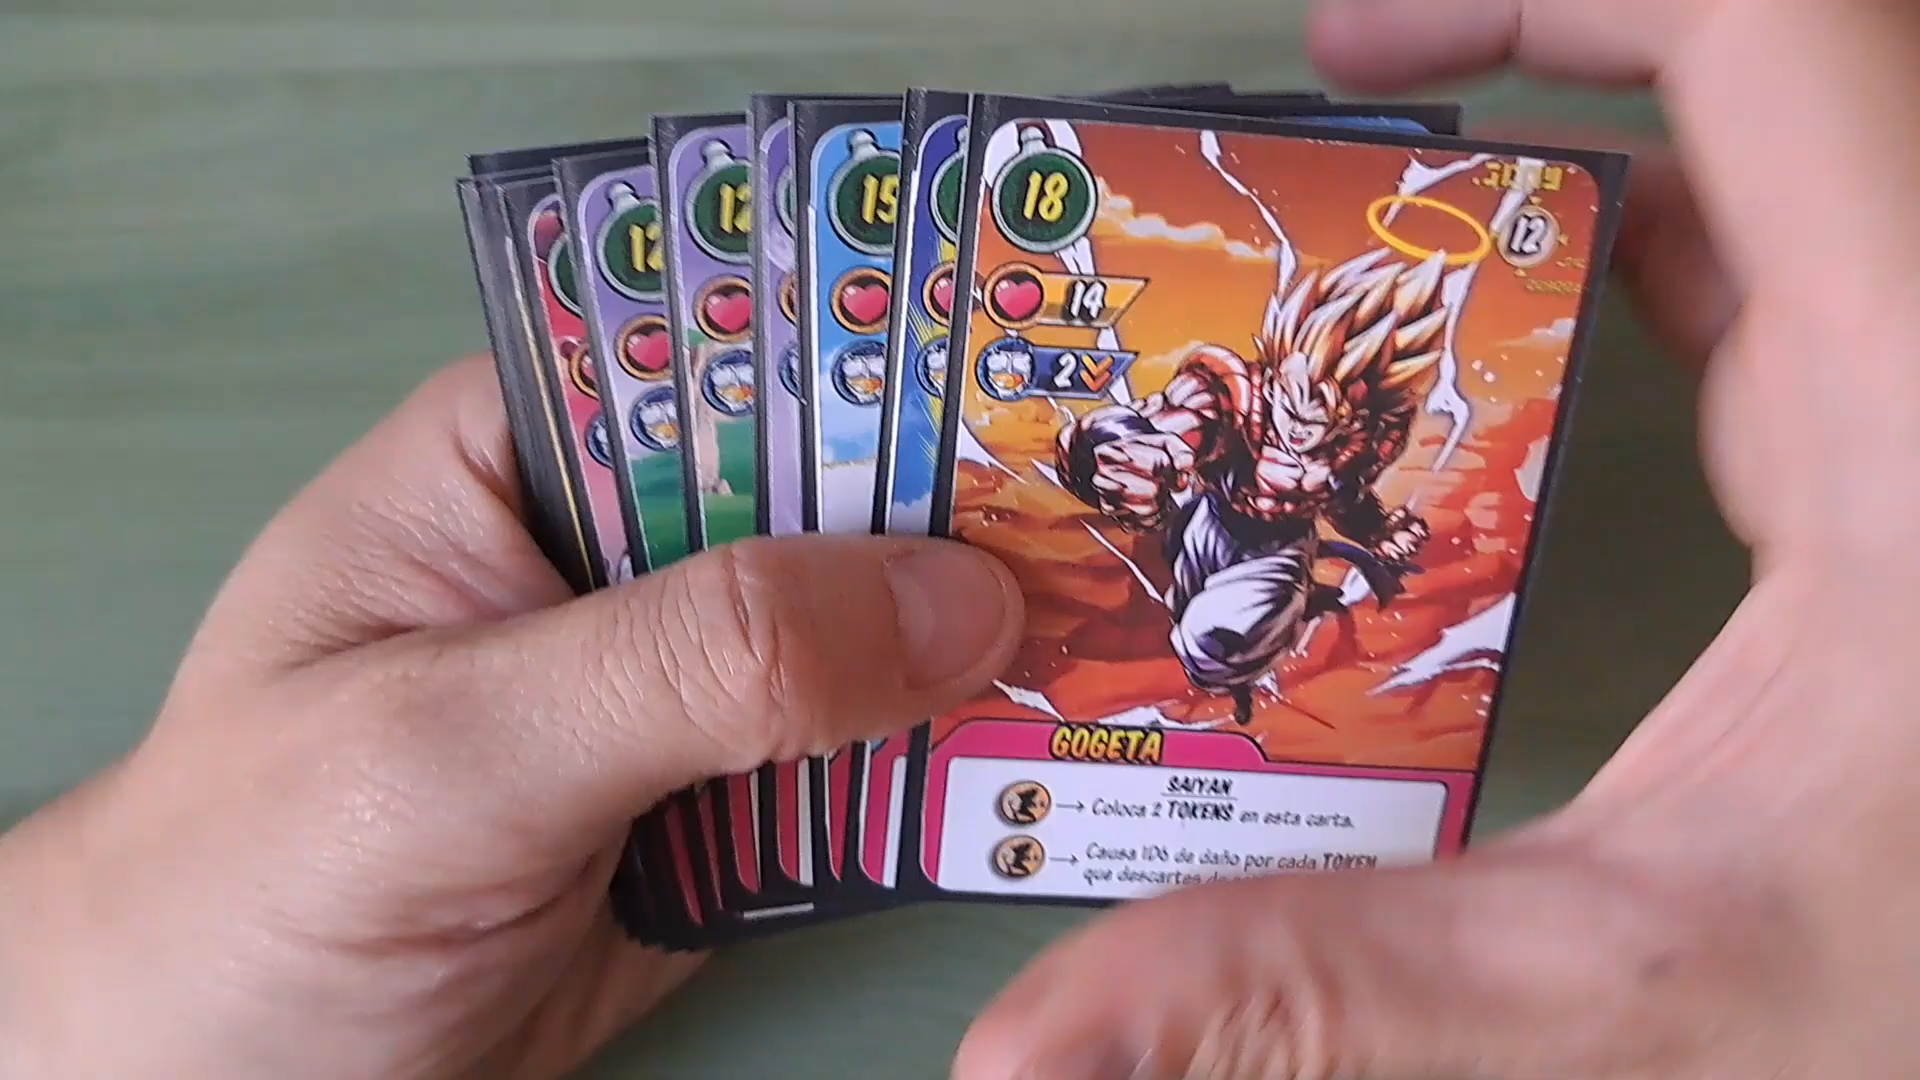 12
12
15
18
12
14
2
GOGETA
SAIYAN
Coloca 2 TOKENS en esta carta.
Causa 1D6 de daño por cada TOKEN
que descartes de